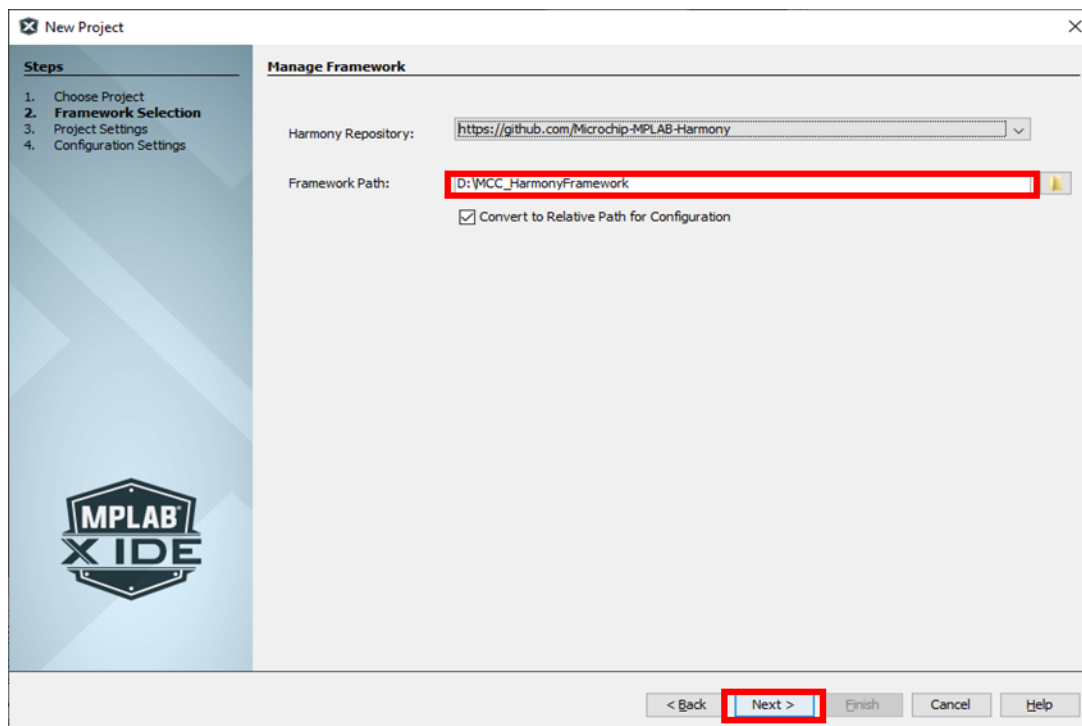 New Project
Steps
1. Choose Project
2. Framework Selection
3. Project Settings
4. Configuration Settings
MPLAB
X IDE
Manage Framework
Harmony Repository: https://github.com/Microchip-MPLAB-Harmony
Framework Path: D:\MCC_HarmonyFramework
Convert to Relative Path for Configuration
< Back Next > Finish Cancel Help